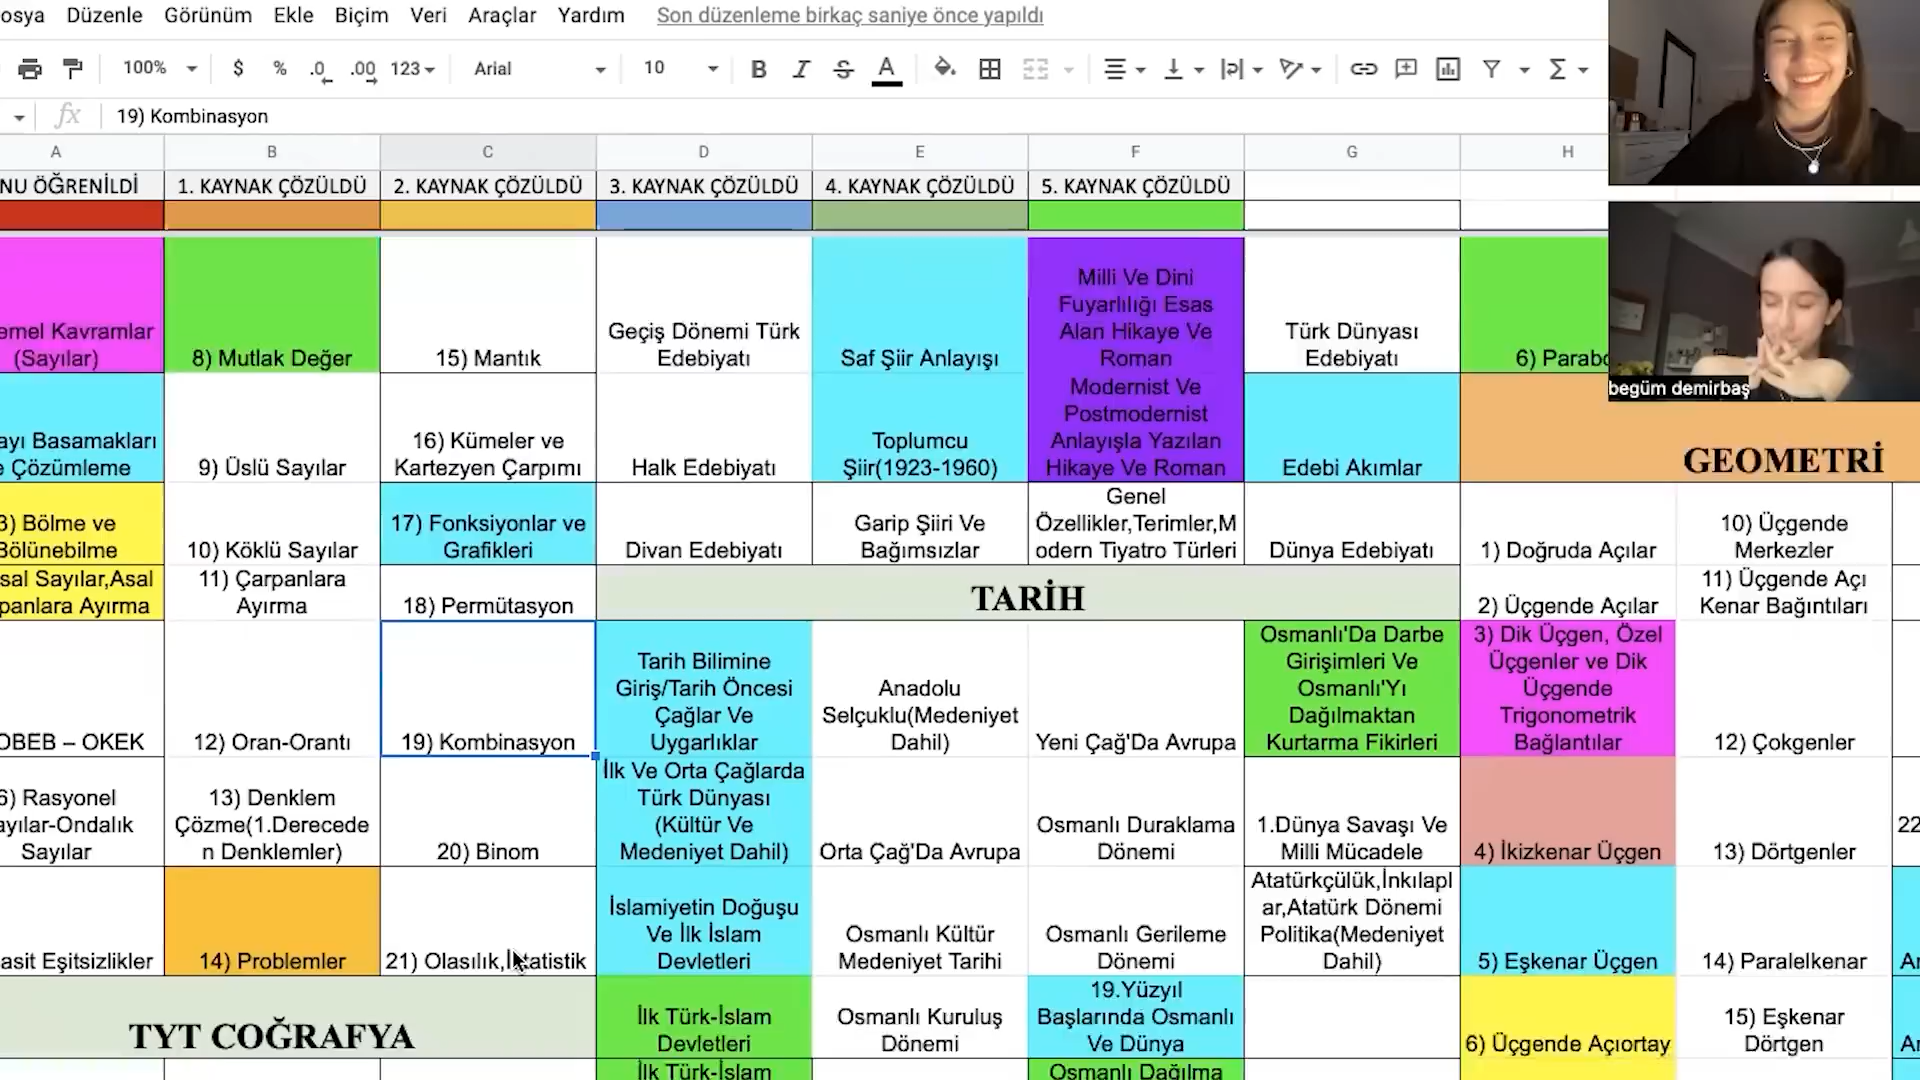 osya Düzenle Görünüm Ekle Biçim Veri Araçlar Yardım Son düzenleme birkaç saniye önce yapıldı
100% $ % .0 .00 123 Arial 10 B I S A
fx 19) Kombinasyon
A B C D E F G H
NU ÖĞRENİLDİ 1. KAYNAK ÇÖZÜLDÜ 2. KAYNAK ÇÖZÜLDÜ 3. KAYNAK ÇÖZÜLDÜ 4. KAYNAK ÇÖZÜLDÜ 5. KAYNAK ÇÖZÜLDÜ
emel Kavramlar
(Sayılar)
8) Mutlak Değer
15) Mantık
Geçiş Dönemi Türk
Edebiyatı
Saf Şiir Anlayışı
Milli Ve Dini
Fuyarlılığı Esas
Alan Hikaye Ve
Roman
Türk Dünyası
Edebiyatı
6) Parabo
begüm demirbaş
ayı Basamakları
e Çözümleme
9) Üslü Sayılar
16) Kümeler ve
Kartezyen Çarpımı
Halk Edebiyatı
Toplumcu
Şiir(1923-1960)
Modernist Ve
Postmodernist
Anlayışla Yazılan
Hikaye Ve Roman
Edebi Akımlar
GEOMETRİ
3) Bölme ve
Bölünebilme
10) Köklü Sayılar
17) Fonksiyonlar ve
Grafikleri
Divan Edebiyatı
Garip Şiiri Ve
Bağımsızlar
Genel
Özellikler,Terimler,M
odern Tiyatro Türleri
Dünya Edebiyatı
1) Doğruda Açılar
10) Üçgende
Merkezler
sal Sayılar,Asal
panlara Ayırma
11) Çarpanlara
Ayırma
18) Permütasyon
TARİH
2) Üçgende Açılar
11) Üçgende Açı
Kenar Bağıntıları
OBEB – OKEK
12) Oran-Orantı
19) Kombinasyon
Tarih Bilimine
Giriş/Tarih Öncesi
Çağlar Ve
Uygarlıklar
Anadolu
Selçuklu(Medeniyet
Dahil)
Yeni Çağ'Da Avrupa
Osmanlı'Da Darbe
Girişimleri Ve
Osmanlı'Yı
Dağılmaktan
Kurtarma Fikirleri
3) Dik Üçgen, Özel
Üçgenler ve Dik
Üçgende
Trigonometrik
Bağlantılar
12) Çokgenler
6) Rasyonel
ayılar-Ondalık
Sayılar
13) Denklem
Çözme(1.Derecede
n Denklemler)
20) Binom
İlk Ve Orta Çağlarda
Türk Dünyası
(Kültür Ve
Medeniyet Dahil)
Orta Çağ'Da Avrupa
Osmanlı Duraklama
Dönemi
1.Dünya Savaşı Ve
Milli Mücadele
4) İkizkenar Üçgen
13) Dörtgenler
22
asit Eşitsizlikler
14) Problemler
21) Olasılık,İstatistik
İslamiyetin Doğuşu
Ve İlk İslam
Devletleri
Osmanlı Kültür
Medeniyet Tarihi
Osmanlı Gerileme
Dönemi
Atatürkçülük,İnkılapl
ar,Atatürk Dönemi
Politika(Medeniyet
Dahil)
5) Eşkenar Üçgen
14) Paralelkenar
An
TYT COĞRAFYA
İlk Türk-İslam
Devletleri
Osmanlı Kuruluş
Dönemi
19.Yüzyıl
Başlarında Osmanlı
Ve Dünya
6) Üçgende Açıortay
15) Eşkenar
Dörtgen
An
İlk Türk-İslam
Osmanlı Dağılma